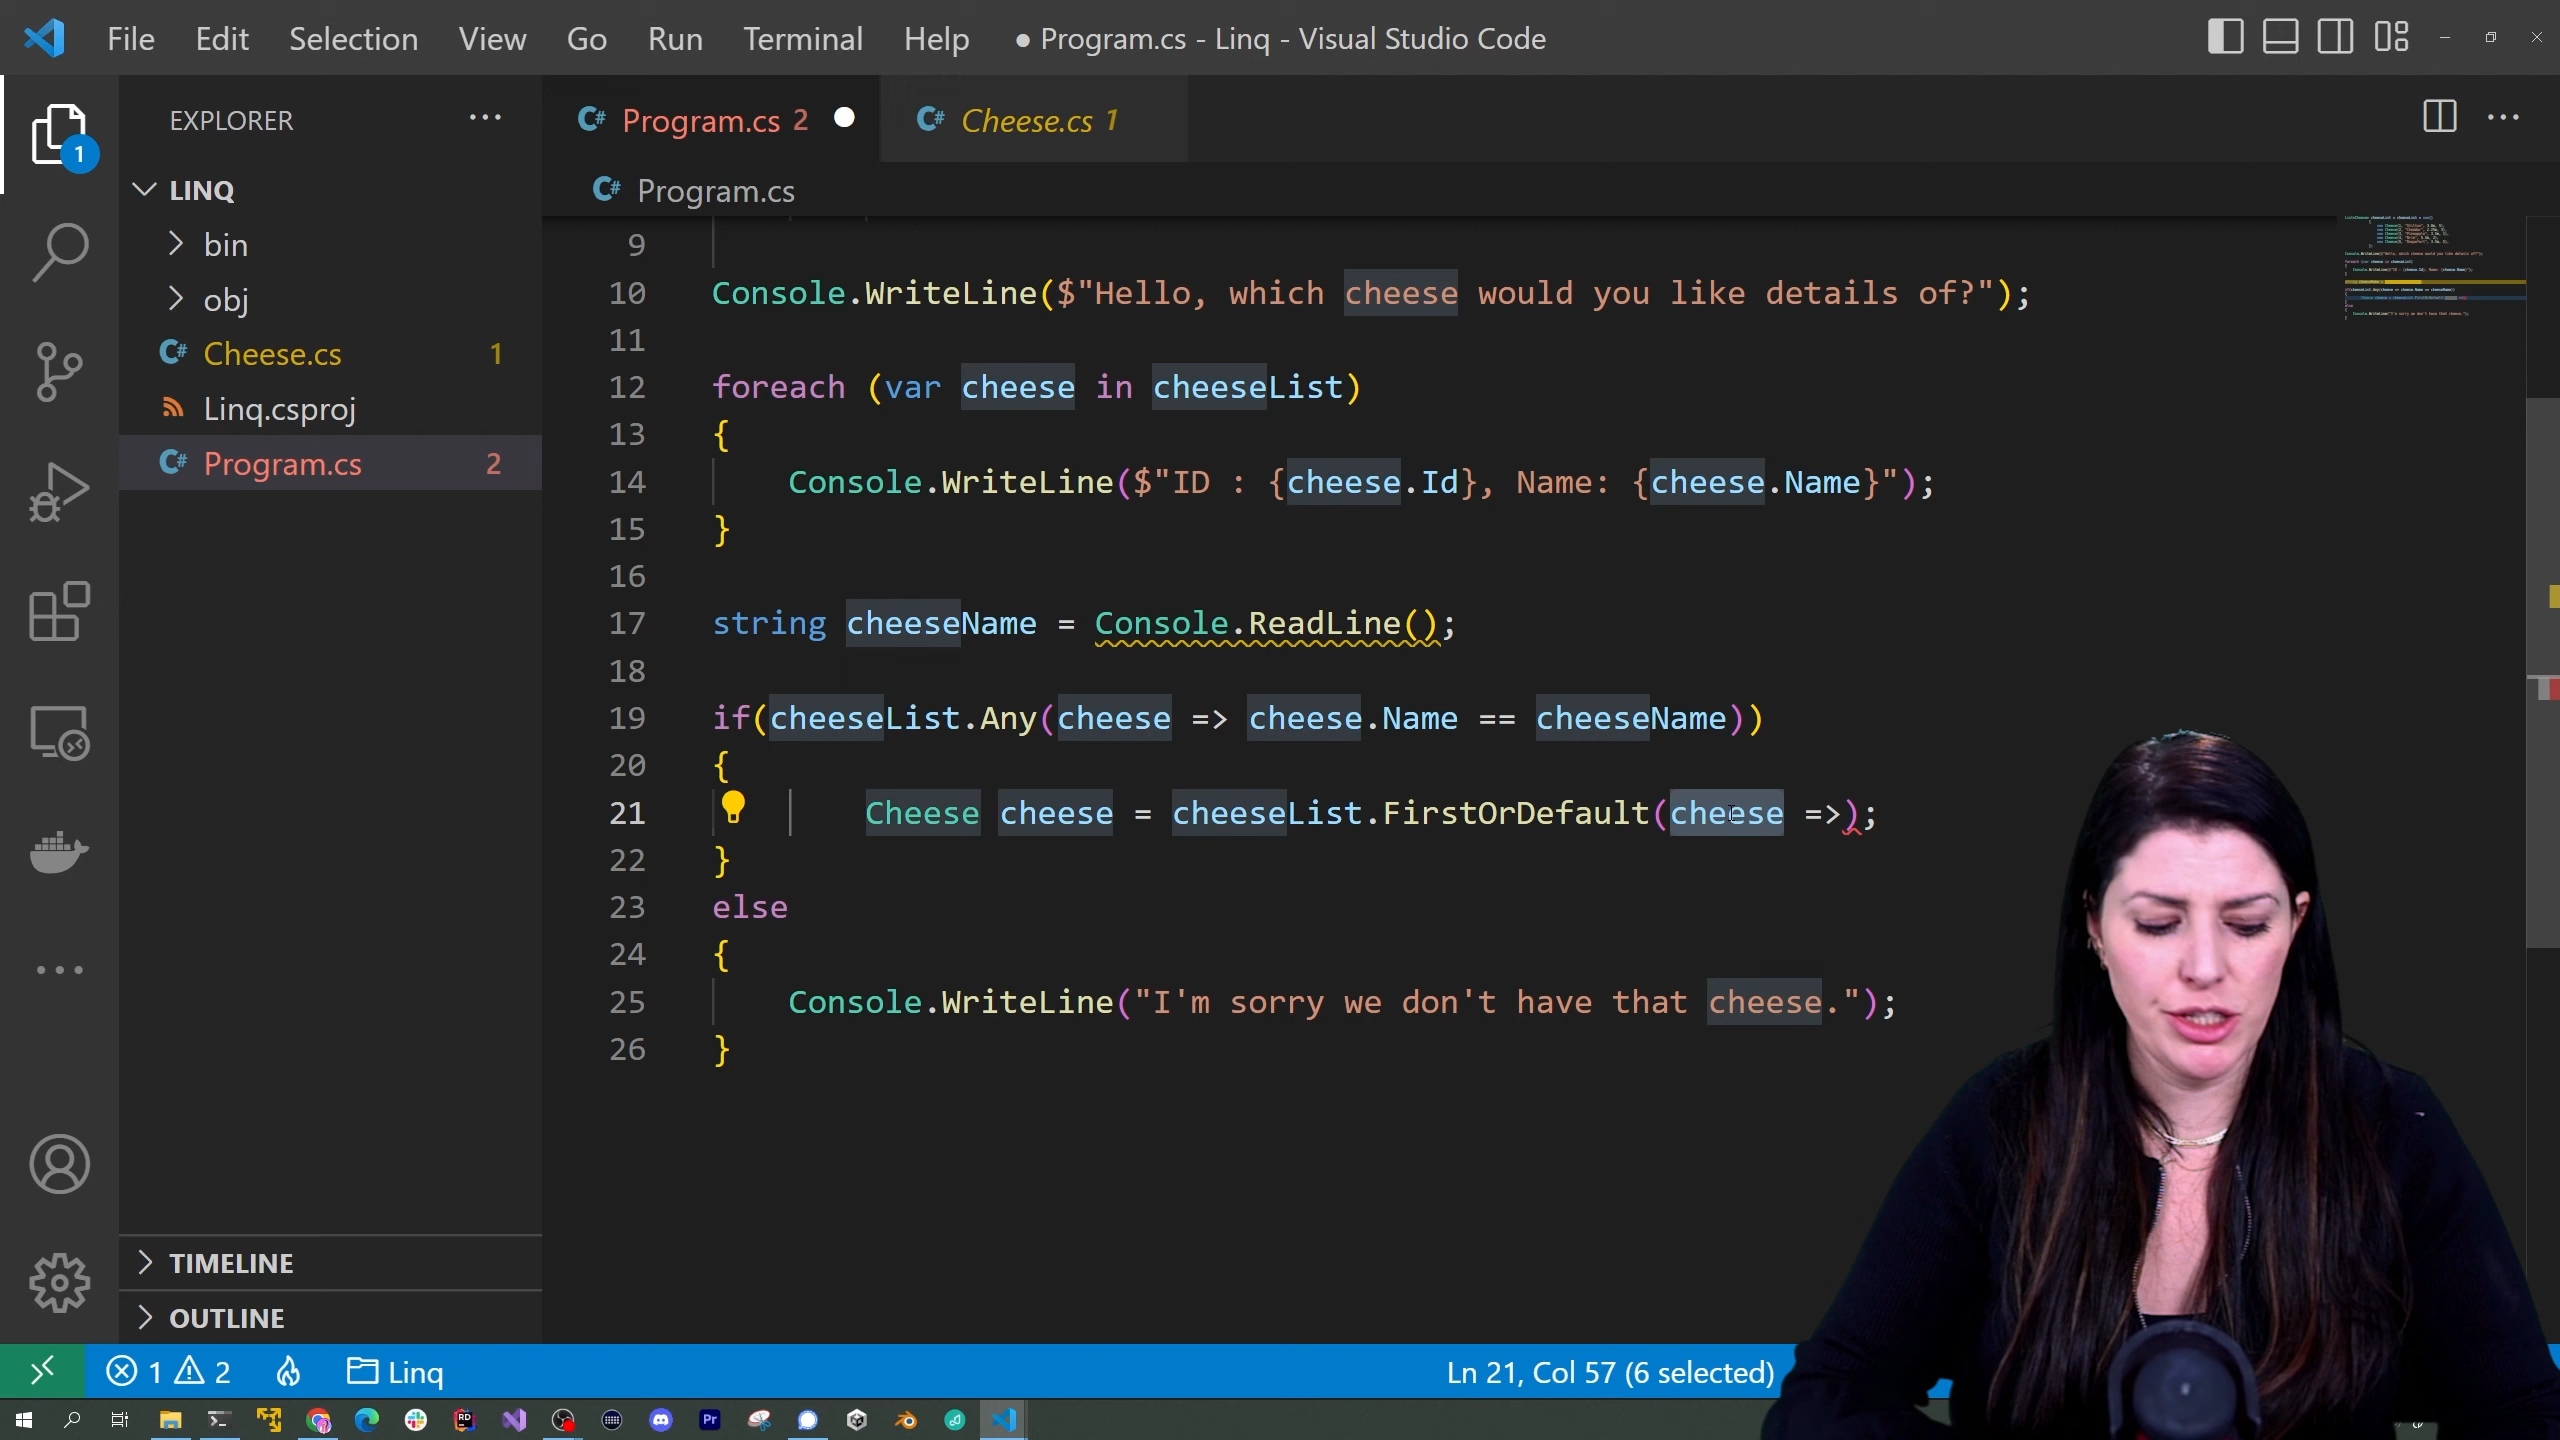 File Edit Selection View Go Run Terminal Help ● Program.cs - Linq - Visual Studio Code
EXPLORER
Program.cs 2
Cheese.cs 1
LINQ
Program.cs
bin
obj
Cheese.cs 1
Linq.csproj
Program.cs 2
9
10 Console.WriteLine($"Hello, which cheese would you like details of?");
11
12 foreach (var cheese in cheeseList)
13 {
14 Console.WriteLine($"ID : {cheese.Id}, Name: {cheese.Name}");
15 }
16
17 string cheeseName = Console.ReadLine();
18
19 if(cheeseList.Any(cheese => cheese.Name == cheeseName))
20 {
21 Cheese cheese = cheeseList.FirstOrDefault(cheese =>);
22 }
23 else
24 {
25 Console.WriteLine("I'm sorry we don't have that cheese.");
26 }
1
TIMELINE
OUTLINE
1 2 Linq
Ln 21, Col 57 (6 selected)
RD
Pr